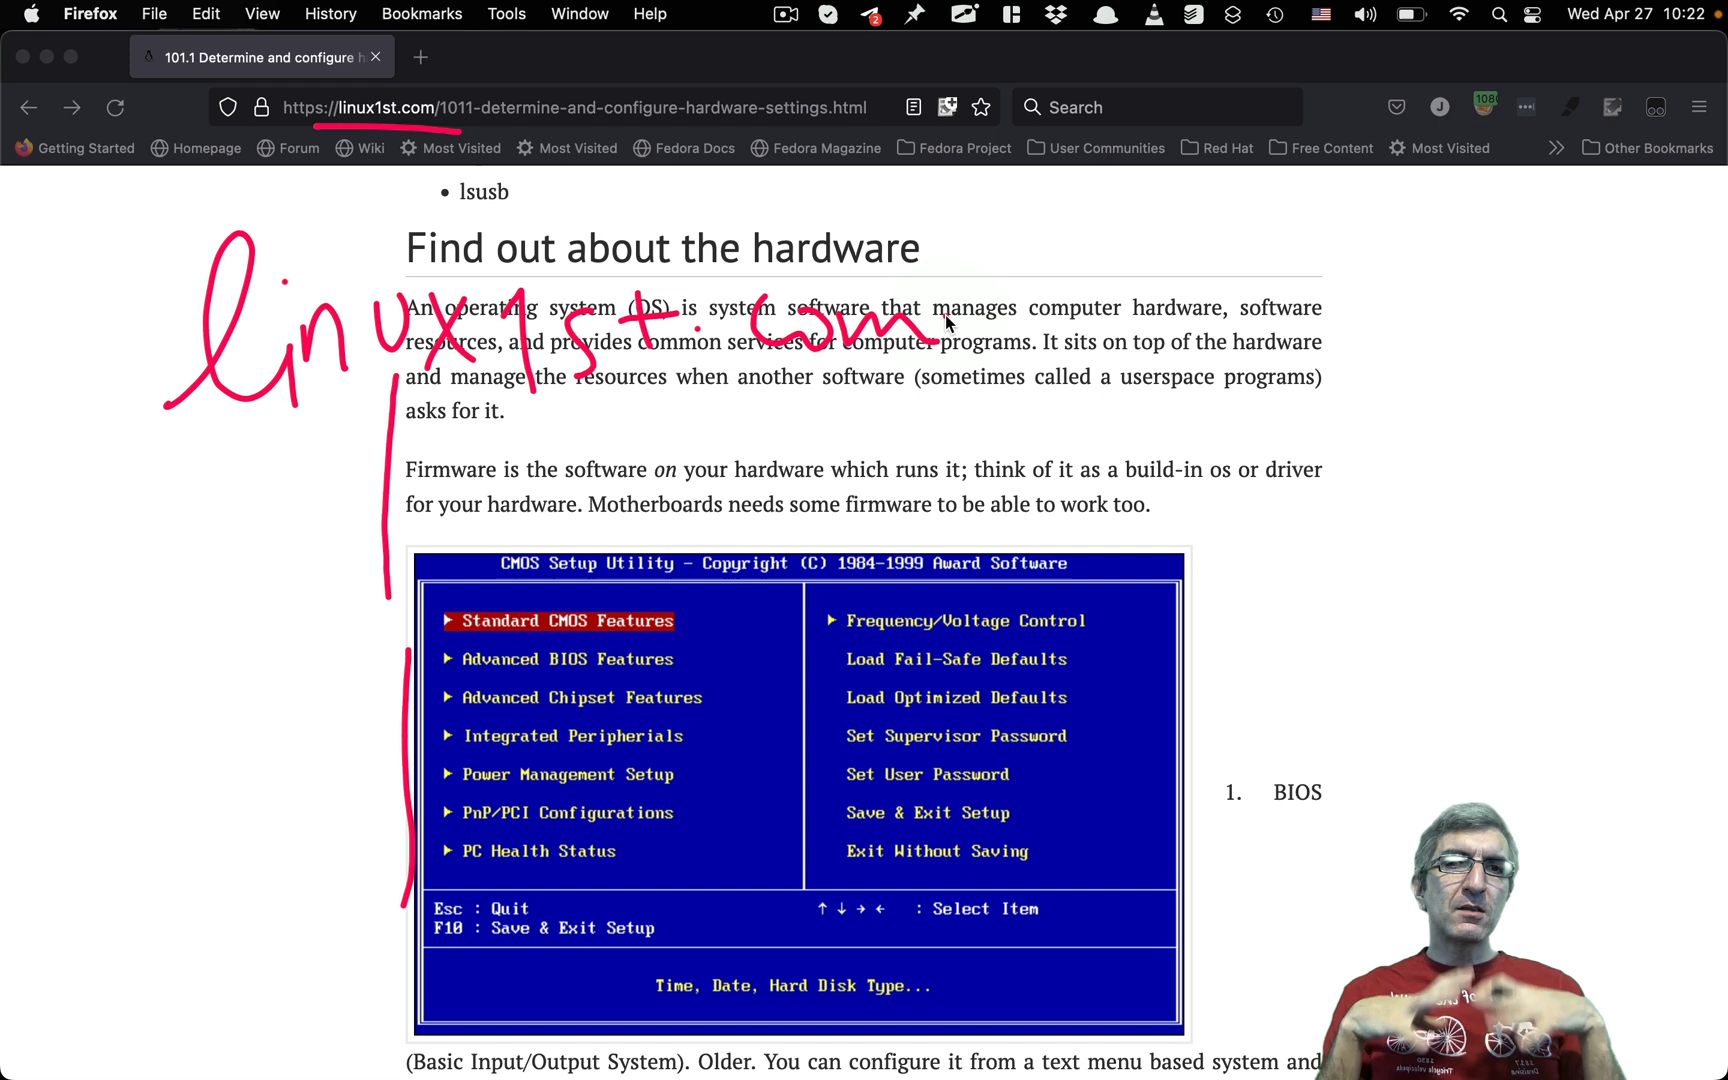 Firefox File Edit View History Bookmarks Tools Window Help 2 Wed Apr 27 10:22
101.1 Determine and configure h
https://linux1st.com/1011-determine-and-configure-hardware-settings.html Search J 108
Getting Started Homepage Forum Wiki Most Visited Most Visited Fedora Docs Fedora Magazine Fedora Project User Communities Red Hat Free Content Most Visited Other Bookmarks
• lsusb
Find out about the hardware
linux1st.com
An operating system (OS) is system software that manages computer hardware, software
resources, and provides common services for computer programs. It sits on top of the hardware
and manage the resources when another software (sometimes called a userspace programs)
asks for it.
Firmware is the software on your hardware which runs it; think of it as a build-in os or driver
for your hardware. Motherboards needs some firmware to be able to work too.
CMOS Setup Utility – Copyright (C) 1984–1999 Award Software
Standard CMOS Features
Advanced BIOS Features
Advanced Chipset Features
Integrated Peripherials
Power Management Setup
PnP/PCI Configurations
PC Health Status
Frequency/Voltage Control
Load Fail–Safe Defaults
Load Optimized Defaults
Set Supervisor Password
Set User Password
Save & Exit Setup
Exit Without Saving
Esc : Quit
F10 : Save & Exit Setup
↑ ↓ → ← : Select Item
Time, Date, Hard Disk Type...
1. BIOS
(Basic Input/Output System). Older. You can configure it from a text menu based system and